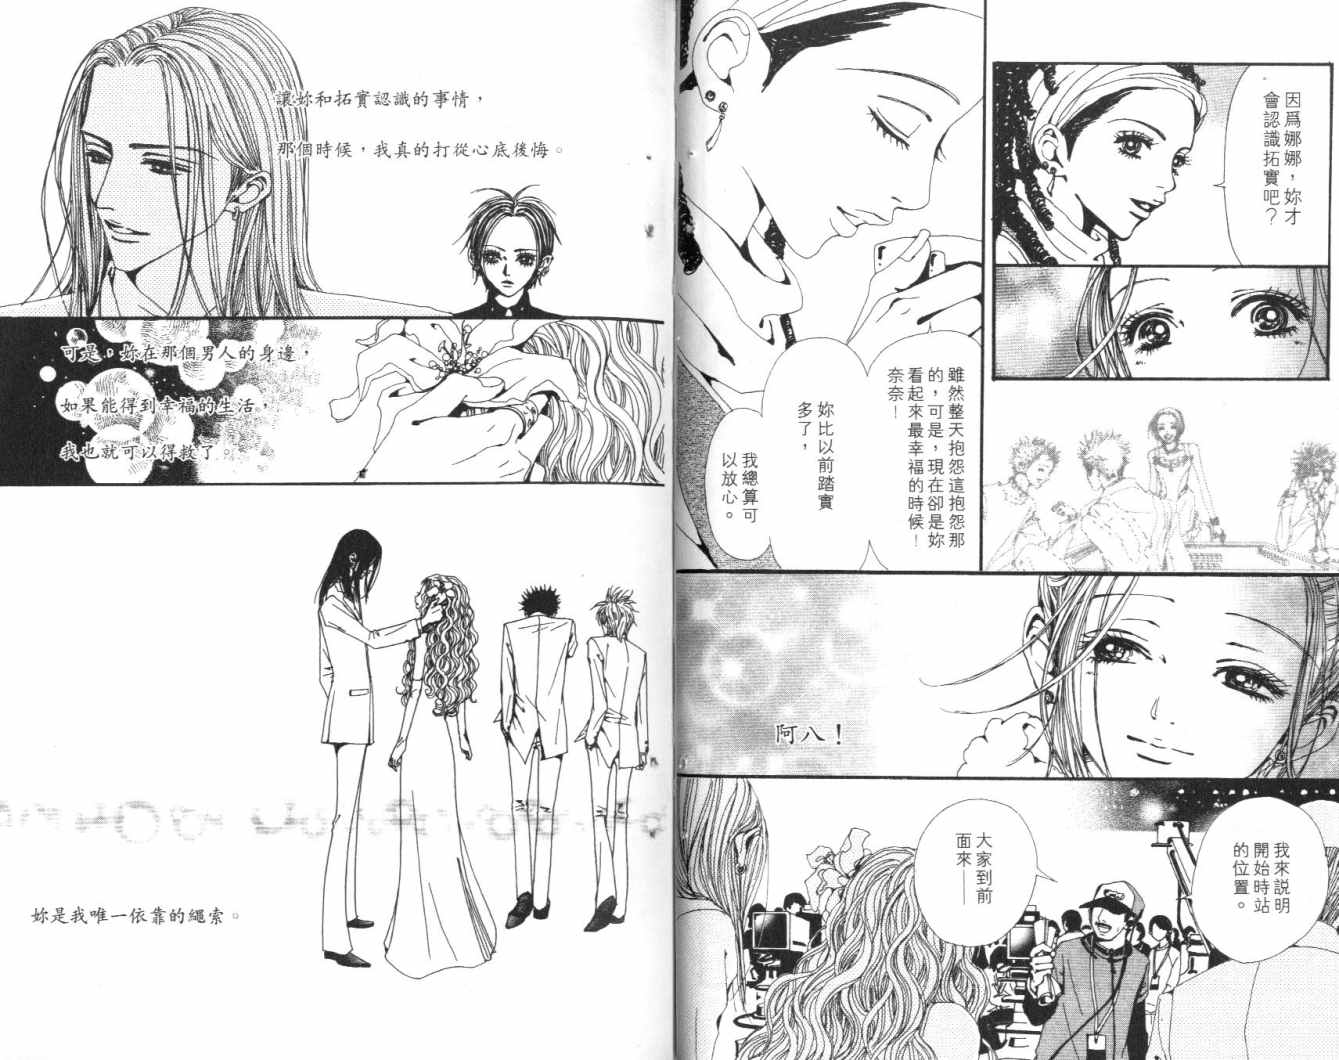 因爲娜娜，妳才
會認識拓實吧？
雖然整天抱怨這抱怨那
的，可是，現在卻是妳
看起來最幸福的時候！
奈奈！
妳比以前踏實
多了，
我總算可
以放心。
阿八！
我來説明
開始時站
的位置。
大家到前
面來——
讓妳和拓實認識的事情，
那個時候，我真的打從心底後悔。
可是，妳在那個男人的身邊，
如果能得到幸福的生活，
我也就可以得救了。
妳是我唯一依靠的繩索。